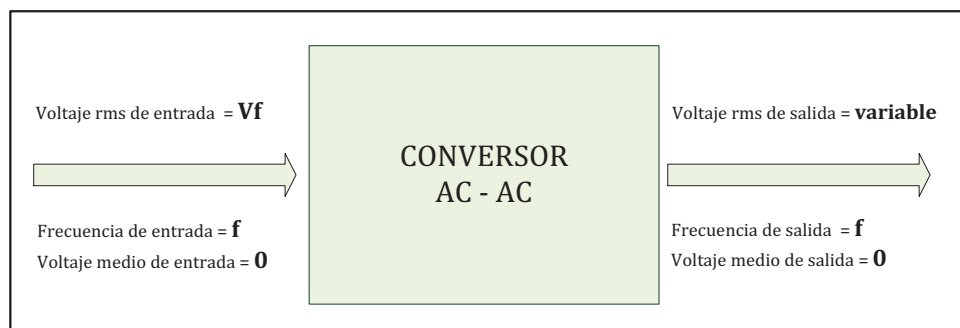 Voltaje rms de entrada = Vf
Frecuencia de entrada = f
Voltaje medio de entrada = 0
CONVERSOR
AC - AC
Voltaje rms de salida = variable
Frecuencia de salida = f
Voltaje medio de salida = 0